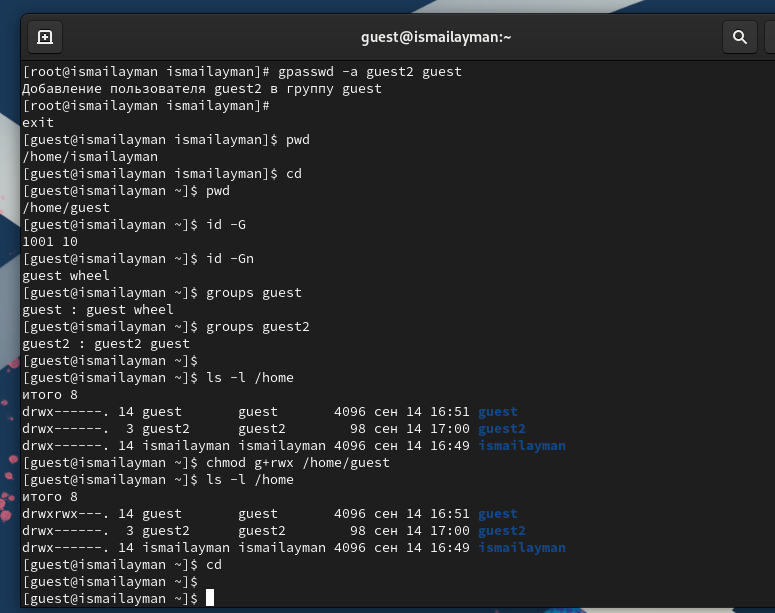 guest@ismailayman:~
[root@ismailayman ismailayman]# gpasswd -a guest2 guest
Добавление пользователя guest2 в группу guest
[root@ismailayman ismailayman]#
exit
[guest@ismailayman ismailayman]$ pwd
/home/ismailayman
[guest@ismailayman ismailayman]$ cd
[guest@ismailayman ~]$ pwd
/home/guest
[guest@ismailayman ~]$ id -G
1001 10
[guest@ismailayman ~]$ id -Gn
guest wheel
[guest@ismailayman ~]$ groups guest
guest : guest wheel
[guest@ismailayman ~]$ groups guest2
guest2 : guest2 guest
[guest@ismailayman ~]$
[guest@ismailayman ~]$ ls -l /home
итого 8
drwx------. 14 guest       guest       4096 сен 14 16:51 guest
drwx------.  3 guest2      guest2        98 сен 14 17:00 guest2
drwx------. 14 ismailayman ismailayman 4096 сен 14 16:49 ismailayman
[guest@ismailayman ~]$ chmod g+rwx /home/guest
[guest@ismailayman ~]$ ls -l /home
итого 8
drwxrwx---. 14 guest       guest       4096 сен 14 16:51 guest
drwx------.  3 guest2      guest2        98 сен 14 17:00 guest2
drwx------. 14 ismailayman ismailayman 4096 сен 14 16:49 ismailayman
[guest@ismailayman ~]$ cd
[guest@ismailayman ~]$
[guest@ismailayman ~]$